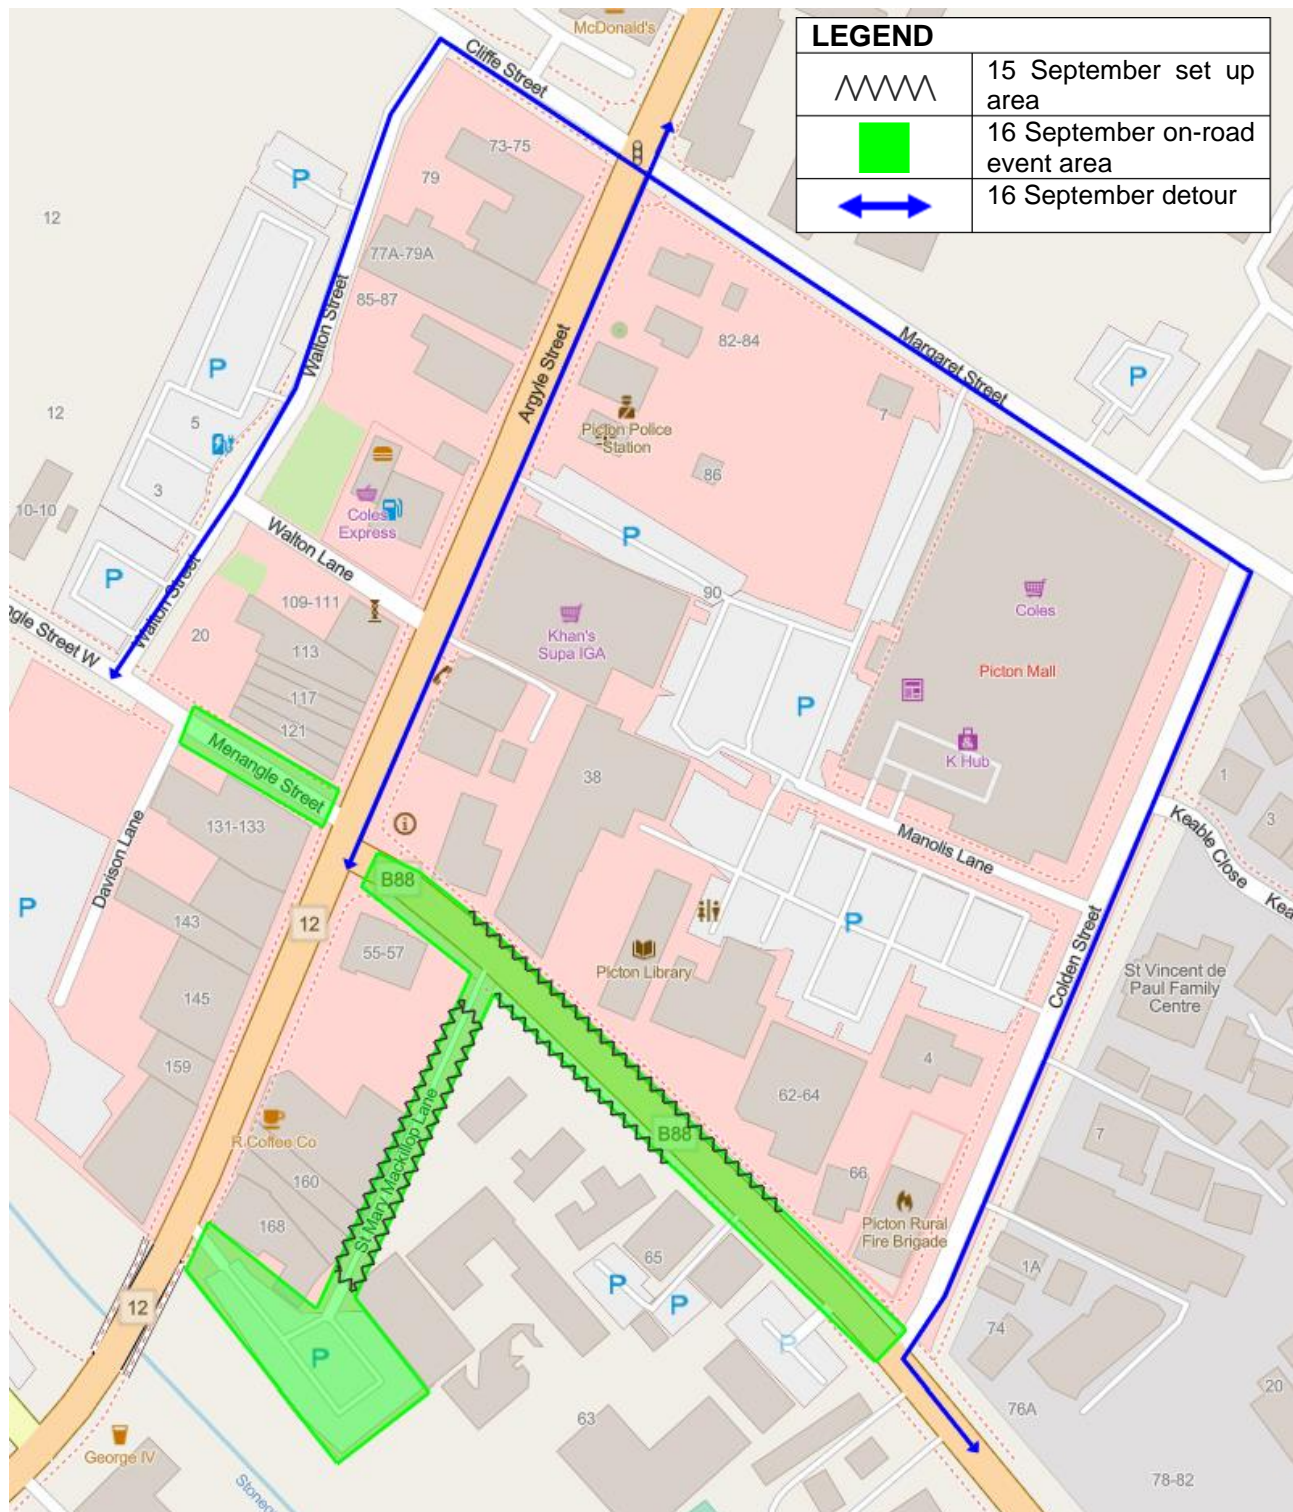 McDonald's
LEGEND
15 September set up
area
16 September on-road
event area
16 September detour
Cliffe Street
73-75
79
P
12
77A-79A
85-87
Walton Street
Argyle Street
82-84
Margaret Street
P
P
12
5
7
Picton Police
Station
3
86
10-10
Coles
Express
P
Walton Lane
P
90
Coles
109-111
Khan's
Supa IGA
Walton Street
20
gle Street W
113
Picton Mall
117
P
121
Menangle Street
K Hub
38
1
3
131-133
Manolis Lane
Keable Close
Kea
Davison Lane
B88
P
143
12
P
55-57
Picton Library
Colden Street
St Vincent de
Paul Family
Centre
145
159
4
62-64
R.Coffee Co
B88
7
St Mary Mackillop Lane
160
66
Picton Rural
Fire Brigade
168
65
1A
P
P
12
74
P
P
20
76A
63
George IV
78-82
Stoneq